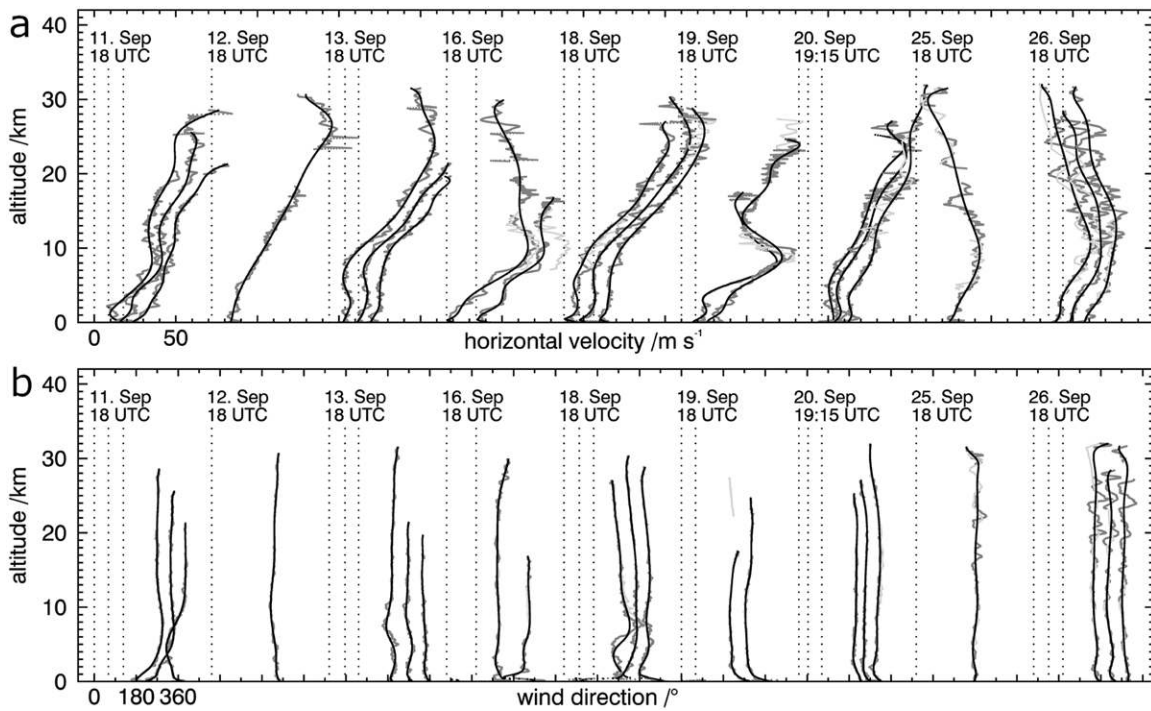 a
11. Sep 12. Sep 13. Sep 16. Sep 18. Sep 19. Sep 20. Sep 25. Sep 26. Sep
18 UTC 18 UTC 18 UTC 18 UTC 18 UTC 18 UTC 19:15 UTC 18 UTC 18 UTC
40
30
20
10
0
altitude /km
0 50 horizontal velocity /m s⁻¹
b
11. Sep 12. Sep 13. Sep 16. Sep 18. Sep 19. Sep 20. Sep 25. Sep 26. Sep
18 UTC 18 UTC 18 UTC 18 UTC 18 UTC 18 UTC 19:15 UTC 18 UTC 18 UTC
40
30
20
10
0
altitude /km
0 180 360 wind direction /°